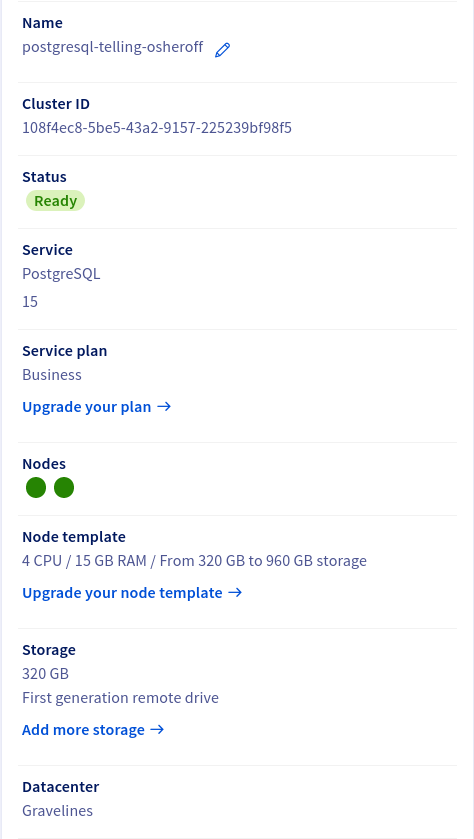 Name
postgresql-telling-osheroff
Cluster ID
108f4ec8-5be5-43a2-9157-225239bf98f5
Status
Ready
Service
PostgreSQL
15
Service plan
Business
Upgrade your plan →
Nodes
Node template
4 CPU / 15 GB RAM / From 320 GB to 960 GB storage
Upgrade your node template →
Storage
320 GB
First generation remote drive
Add more storage →
Datacenter
Gravelines